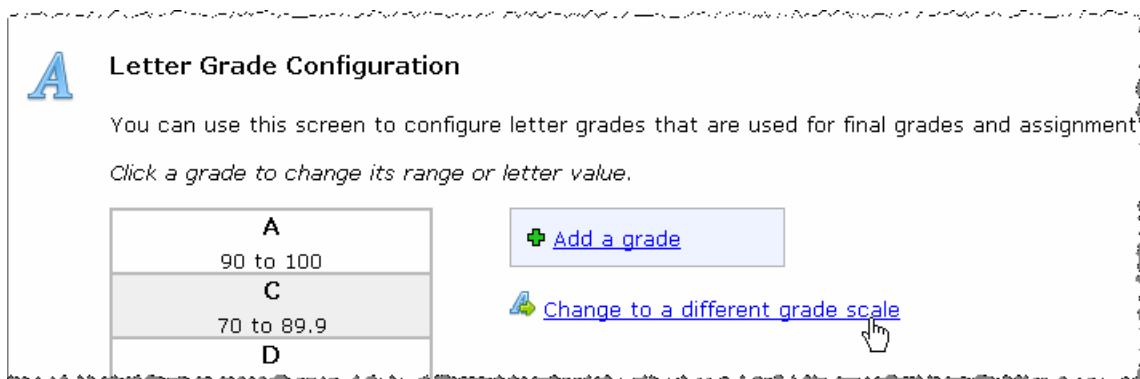 Letter Grade Configuration
You can use this screen to configure letter grades that are used for final grades and assignment
Click a grade to change its range or letter value.
A
90 to 100
C
70 to 89.9
D
Add a grade
Change to a different grade scale